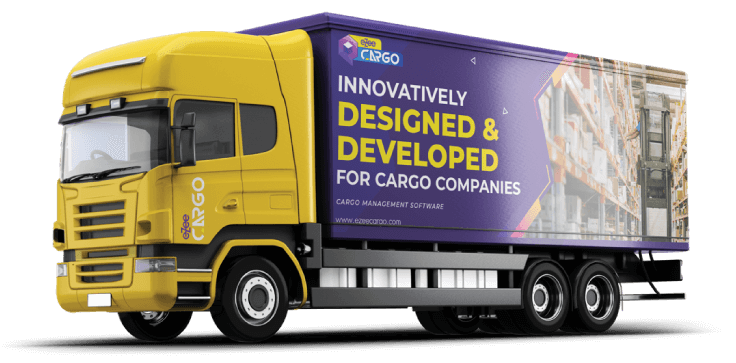 eZee
CARGO
INNOVATIVELY
DESIGNED &
DEVELOPED
FOR CARGO COMPANIES
CARGO MANAGEMENT SOFTWARE
www.ezeecargo.com
eZee
CARGO